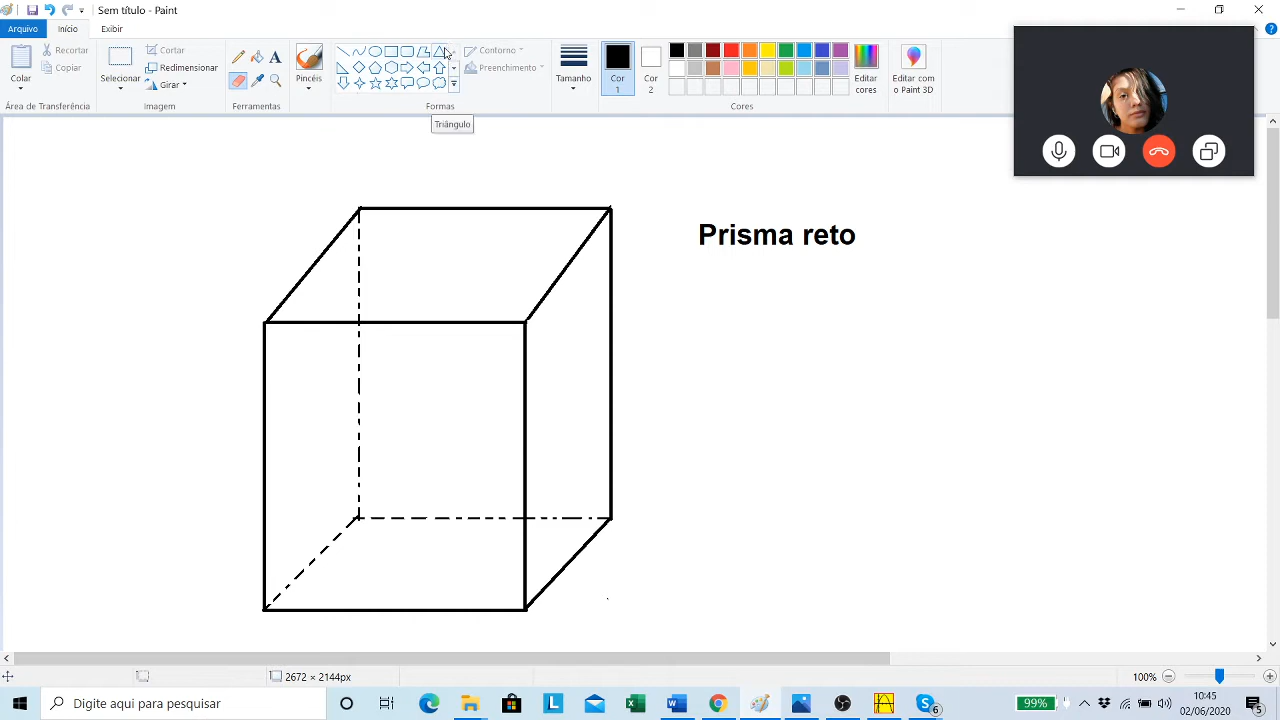 Sem título - Paint
Arquivo
Início
Exibir
Colar
Recortar
Copiar
Área de Transferência
Selecionar
Cortar
Redimensionar
Girar
Imagem
Ferramentas
Pincéis
Formas
Triângulo
Contorno
Preenchimento
Tamanho
Cor
1
Cor
2
Cores
Editar
cores
Editar com
o Paint 3D
Prisma reto
2672 × 2144px
100%
Digite aqui para pesquisar
99%
6
10:45
02/06/2020
5